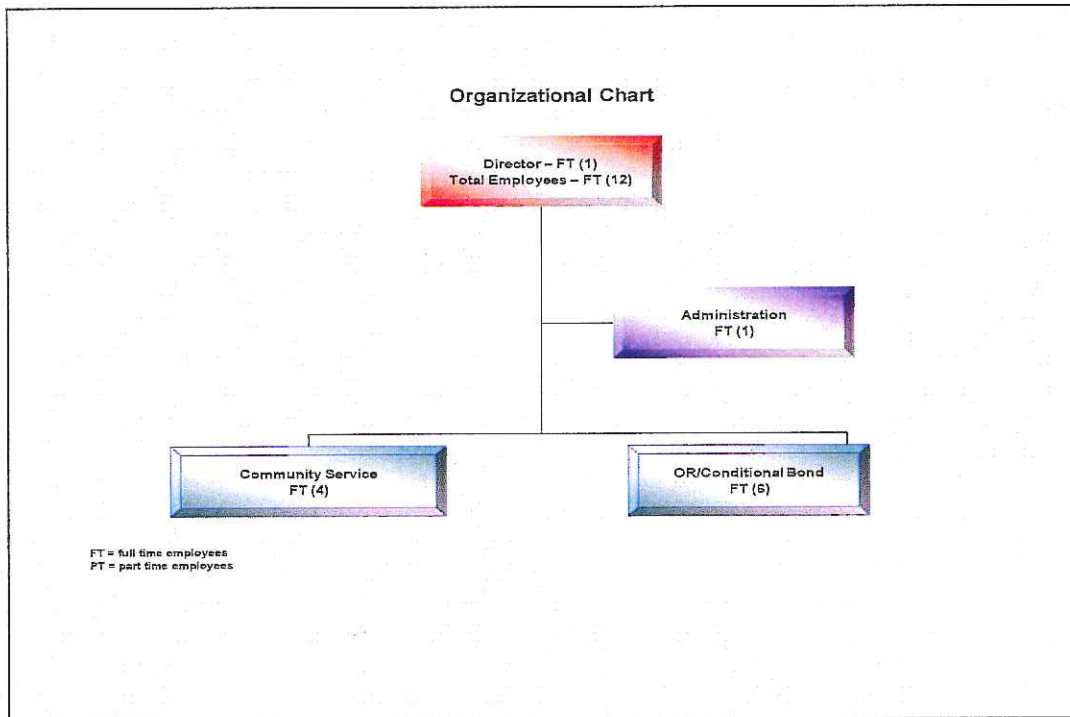 Organizational Chart
Director – FT (1)
Total Employees – FT (12)
Administration
FT (1)
Community Service
FT (4)
OR/Conditional Bond
FT (6)
FT = full time employees
PT = part time employees